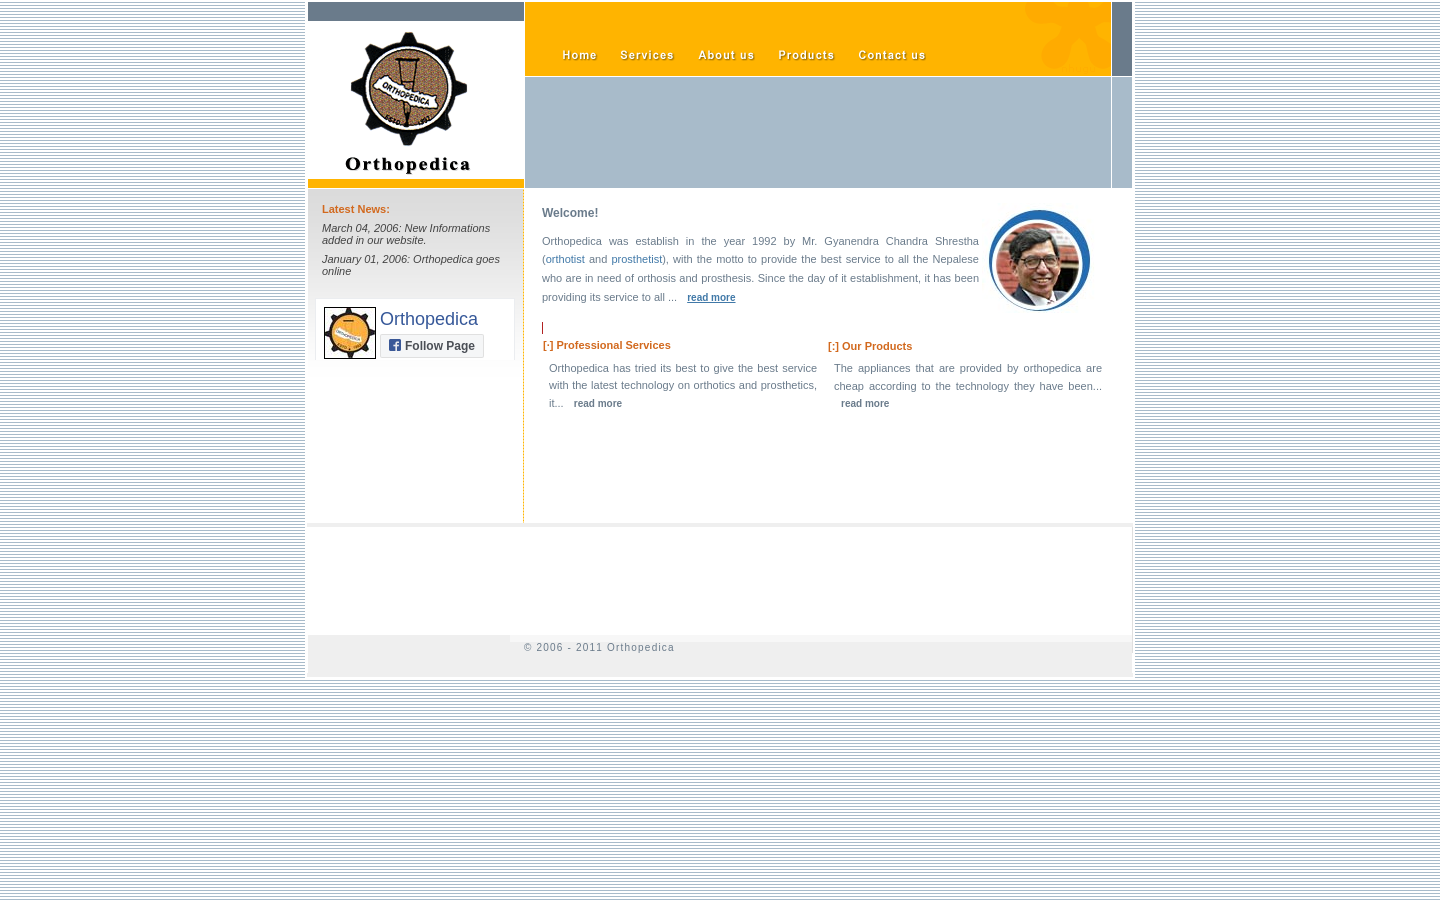 Home Services About us Products Contact us
ORTHOPEDICA
Orthopedica
Latest News:
March 04, 2006: New Informations
added in our website.
January 01, 2006: Orthopedica goes
online
Orthopedica
Follow Page
Welcome!
Orthopedica was establish in the year 1992 by Mr. Gyanendra Chandra Shrestha
(orthotist and prosthetist), with the motto to provide the best service to all the Nepalese
who are in need of orthosis and prosthesis. Since the day of it establishment, it has been
providing its service to all ... read more
[·] Professional Services
Orthopedica has tried its best to give the best service
with the latest technology on orthotics and prosthetics,
it... read more
[:] Our Products
The appliances that are provided by orthopedica are
cheap according to the technology they have been...
read more
© 2006 - 2011 Orthopedica